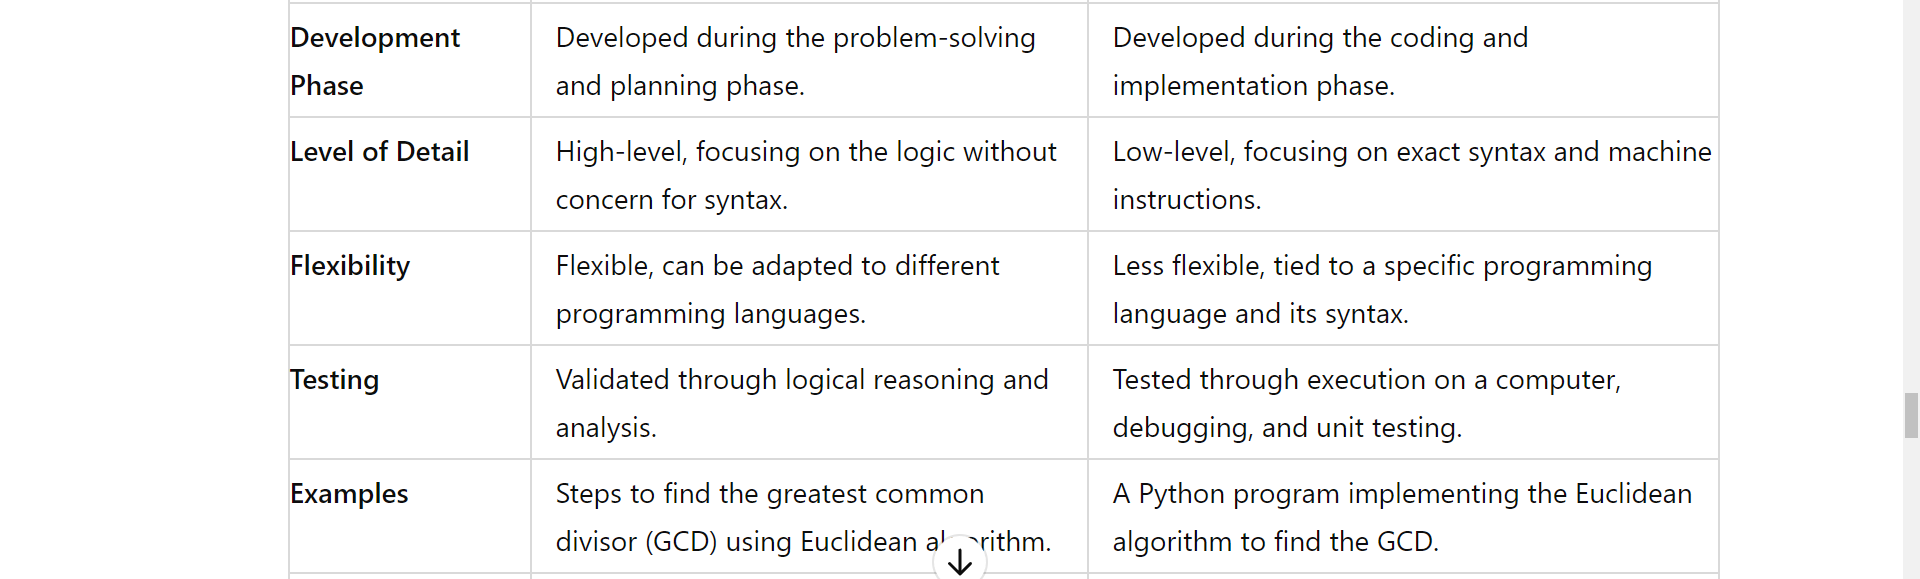 Development
Phase
Developed during the problem-solving
and planning phase.
Developed during the coding and
implementation phase.
Level of Detail
High-level, focusing on the logic without
concern for syntax.
Low-level, focusing on exact syntax and machine
instructions.
Flexibility
Flexible, can be adapted to different
programming languages.
Less flexible, tied to a specific programming
language and its syntax.
Testing
Validated through logical reasoning and
analysis.
Tested through execution on a computer,
debugging, and unit testing.
Examples
Steps to find the greatest common
divisor (GCD) using Euclidean algorithm.
A Python program implementing the Euclidean
algorithm to find the GCD.